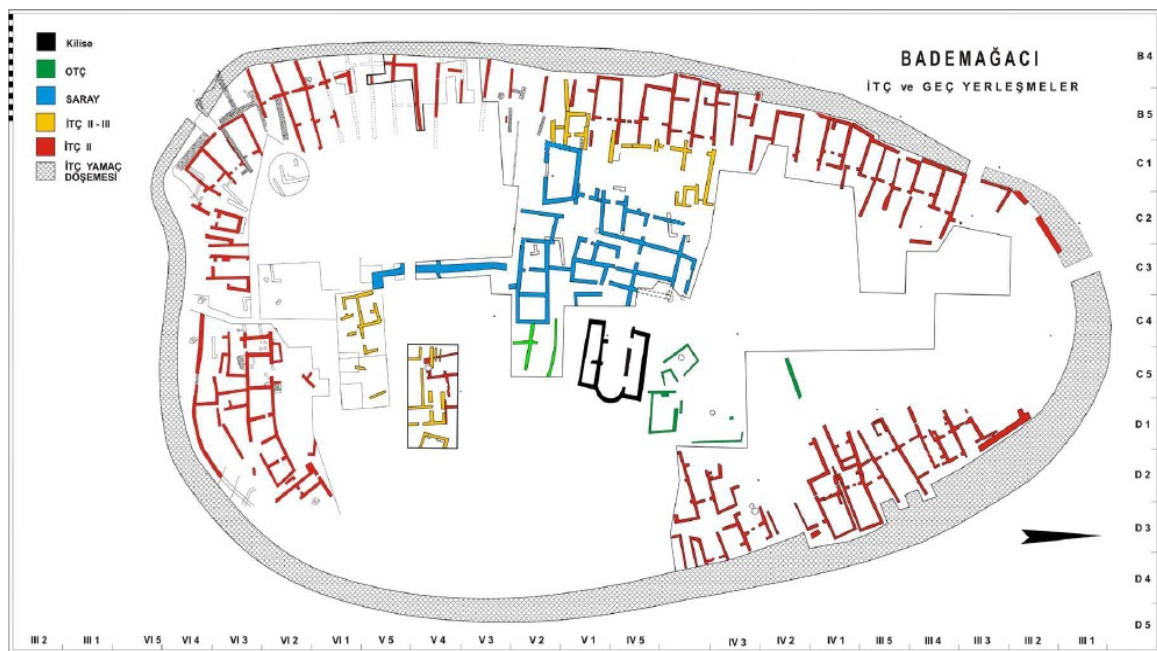 Kilise
OTÇ
SARAY
İTÇ II - III
İTÇ II
İTÇ YAMAÇ
DÖŞEMESİ
BADEMAĞACI
İTÇ ve GEÇ YERLEŞMELER
B 4
B 5
C 1
C 2
C 3
C 4
C 5
D 1
D 2
D 3
D 4
D 5
III 2 III 1 VI 5 VI 4 VI 3 VI 2 VI 1 V 5 V 4 V 3 V 2 V 1 IV 5 IV 3 IV 2 IV 1 III 5 III 4 III 3 III 2 III 1